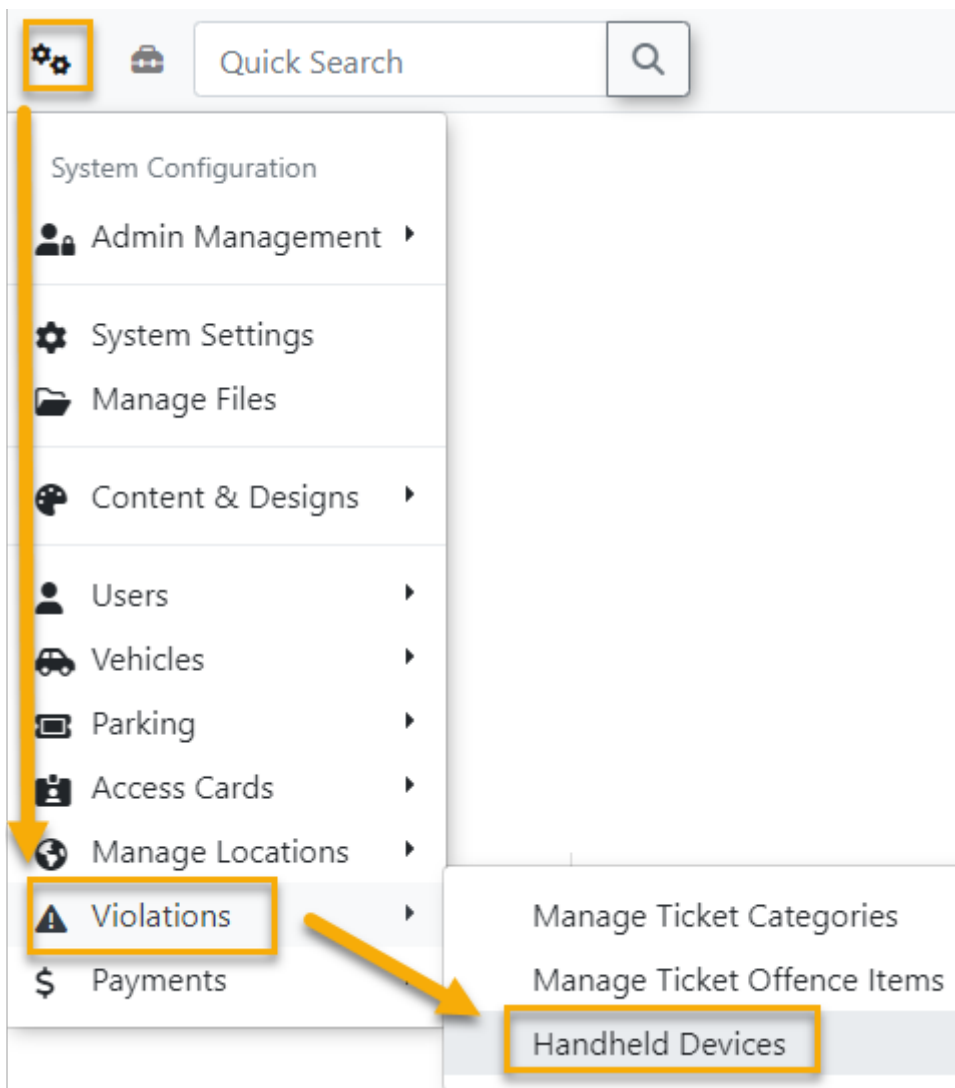 Quick Search
System Configuration
Admin Management
System Settings
Manage Files
Content & Designs
Users
Vehicles
Parking
Access Cards
Manage Locations
Violations
Payments
Manage Ticket Categories
Manage Ticket Offence Items
Handheld Devices